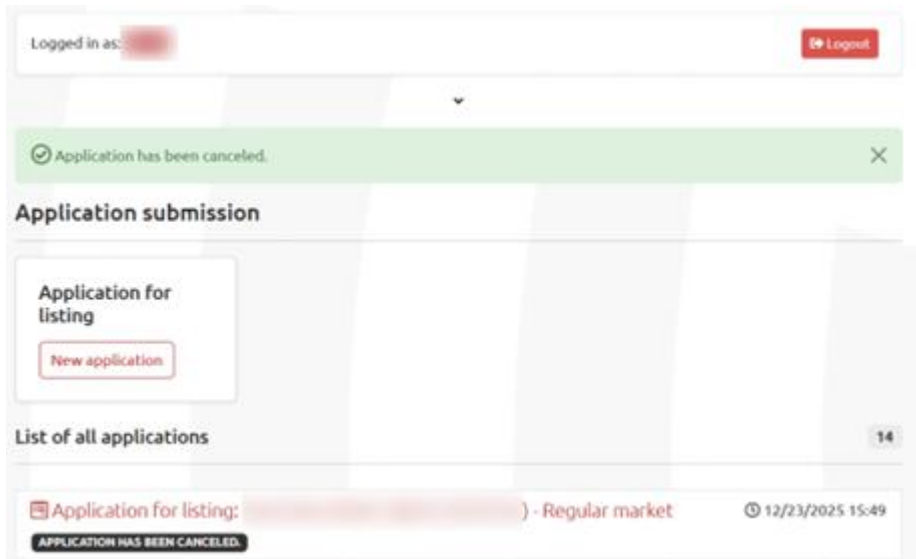 Logged in as:
Logout
Application has been canceled.
Application submission
Application for
listing
New application
List of all applications
14
Application for listing: ) - Regular market
12/23/2025 15:49
APPLICATION HAS BEEN CANCELED.